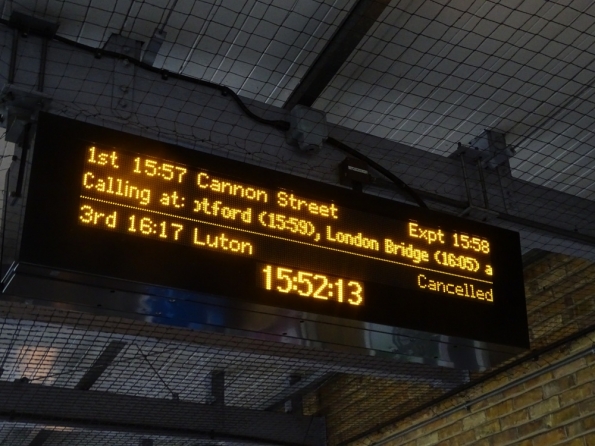 1st 15:57 Cannon Street Expt 15:58
Calling at: otford (15:59), London Bridge (16:05) a
3rd 16:17 Luton Cancelled
15:52:13